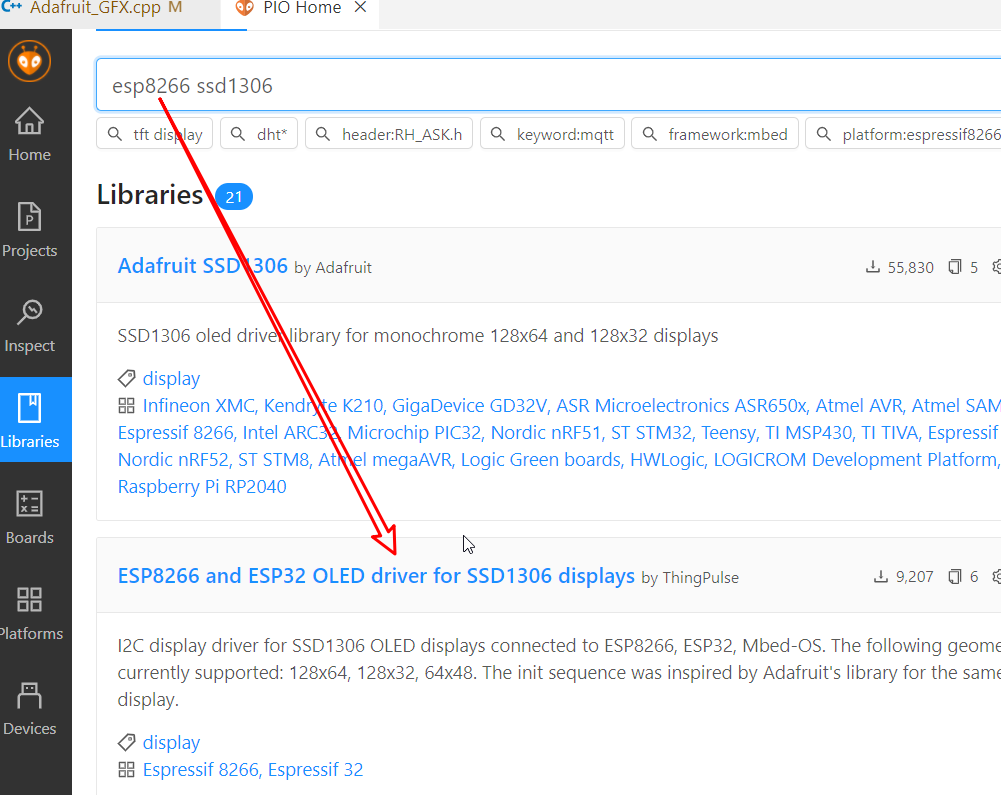 Adafruit_GFX.cpp M
PIO Home
esp8266 ssd1306
tft display
dht*
header:RH_ASK.h
keyword:mqtt
framework:mbed
platform:espressif8266
Home
Projects
Inspect
Libraries
Boards
Platforms
Devices
Libraries 21
Adafruit SSD1306 by Adafruit 55,830 5
SSD1306 oled driver library for monochrome 128x64 and 128x32 displays
display
Infineon XMC, Kendryte K210, GigaDevice GD32V, ASR Microelectronics ASR650x, Atmel AVR, Atmel SAM
Espressif 8266, Intel ARC32, Microchip PIC32, Nordic nRF51, ST STM32, Teensy, TI MSP430, TI TIVA, Espressif
Nordic nRF52, ST STM8, Atmel megaAVR, Logic Green boards, HWLogic, LOGICROM Development Platform,
Raspberry Pi RP2040
ESP8266 and ESP32 OLED driver for SSD1306 displays by ThingPulse 9,207 6
I2C display driver for SSD1306 OLED displays connected to ESP8266, ESP32, Mbed-OS. The following geome
currently supported: 128x64, 128x32, 64x48. The init sequence was inspired by Adafruit's library for the same
display.
display
Espressif 8266, Espressif 32